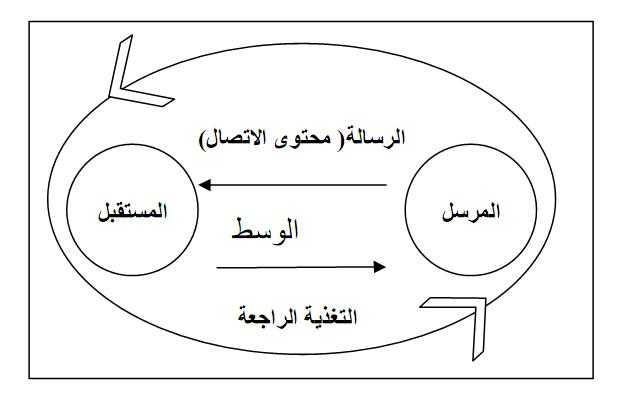 الرسالة( محتوى الاتصال)
المرسل
المستقبل
الوسط
التغذية الراجعة